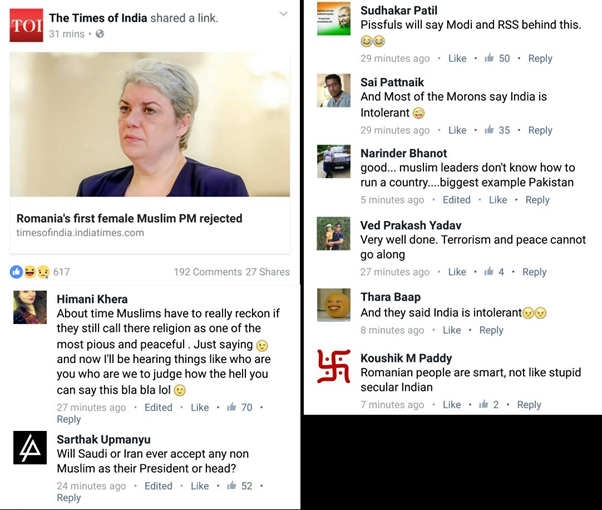 TOI
The Times of India shared a link.
31 mins •
Romania's first female Muslim PM rejected
timesofindia.indiatimes.com
617
192 Comments 27 Shares
Himani Khera
About time Muslims have to really reckon if
they still call there religion as one of the
most pious and peaceful . Just saying 😉
and now I'll be hearing things like who are
you who are we to judge how the hell you
can say this bla bla lol 😉
27 minutes ago • Edited • Like • 70 •
Reply
Sarthak Upmanyu
Will Saudi or Iran ever accept any non
Muslim as their President or head?
24 minutes ago • Edited • Like • 52 •
Reply
Sudhakar Patil
Pissfuls will say Modi and RSS behind this.
😂😂
29 minutes ago • Like • 50 • Reply
Sai Pattnaik
And Most of the Morons say India is
Intolerant 😜
29 minutes ago • Like • 35 • Reply
Narinder Bhanot
good... muslim leaders don't know how to
run a country....biggest example Pakistan
5 minutes ago • Edited • Like • Reply
Ved Prakash Yadav
Very well done. Terrorism and peace cannot
go along
27 minutes ago • Like • 4 • Reply
Thara Baap
And they said India is intolerant😠😠
8 minutes ago • Like • Reply
Koushik M Paddy
Romanian people are smart, not like stupid
secular Indian
7 minutes ago • Like • 2 • Reply